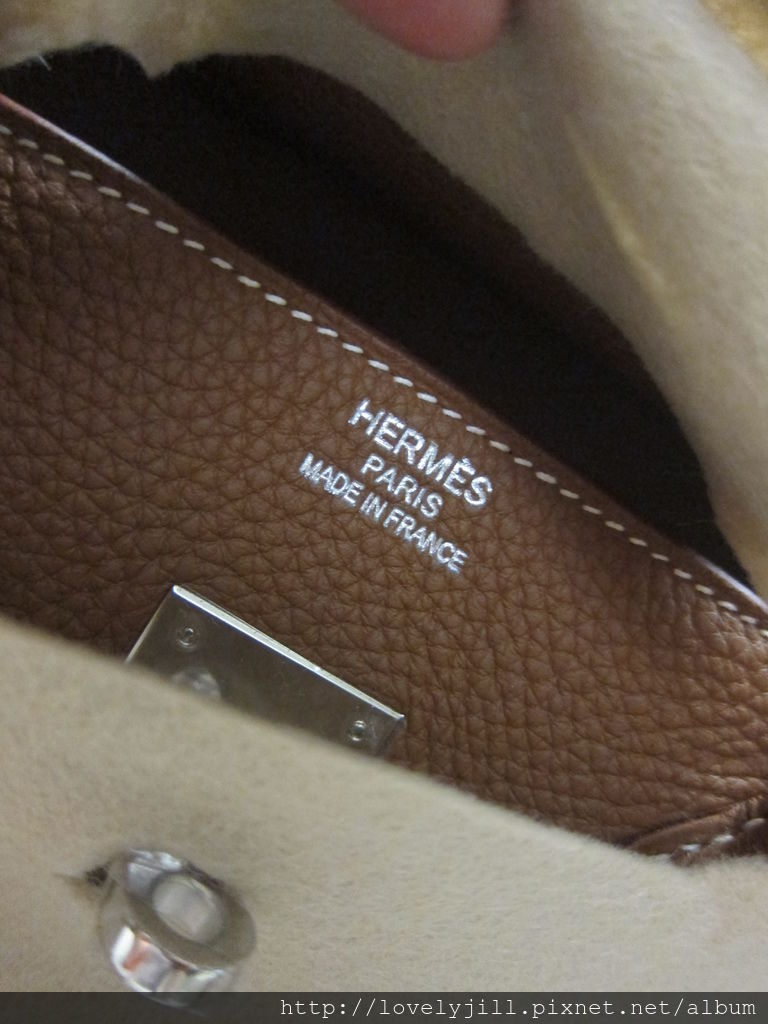 HERMÈS
PARIS
MADE IN FRANCE
http://lovelyjill.pixnet.net/album